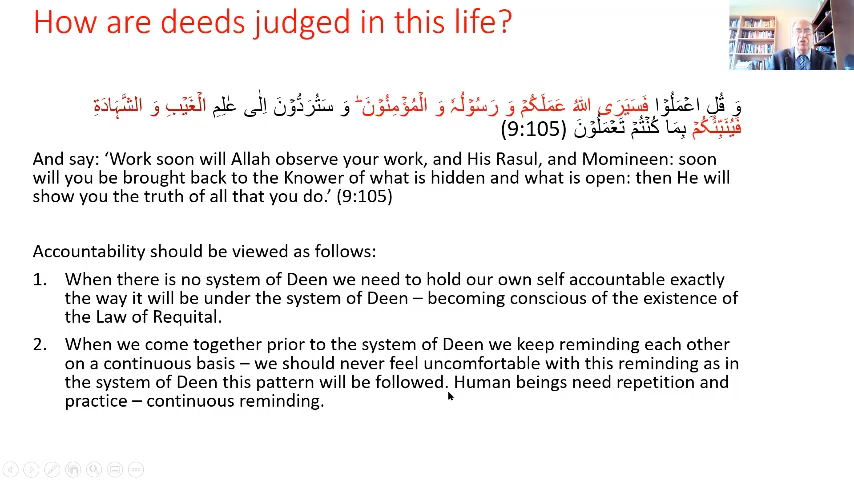 How are deeds judged in this life?
وَ قُلِ اعْمَلُوْا فَسَيَرَى اللّٰهُ عَمَلَكُمْ وَ رَسُوْلُهٗ وَ الْمُؤْمِنُوْنَ ؕ وَ سَتُرَدُّوْنَ اِلٰى عٰلِمِ الْغَيْبِ وَ الشَّهَادَةِ
فَيُنَبِّئُكُمْ بِمَا كُنْتُمْ تَعْمَلُوْنَ (9:105)
And say: ‘Work soon will Allah observe your work, and His Rasul, and Momineen: soon
will you be brought back to the Knower of what is hidden and what is open: then He will
show you the truth of all that you do.’ (9:105)
Accountability should be viewed as follows:
1. When there is no system of Deen we need to hold our own self accountable exactly
the way it will be under the system of Deen – becoming conscious of the existence of
the Law of Requital.
2. When we come together prior to the system of Deen we keep reminding each other
on a continuous basis – we should never feel uncomfortable with this reminding as in
the system of Deen this pattern will be followed. Human beings need repetition and
practice – continuous reminding.